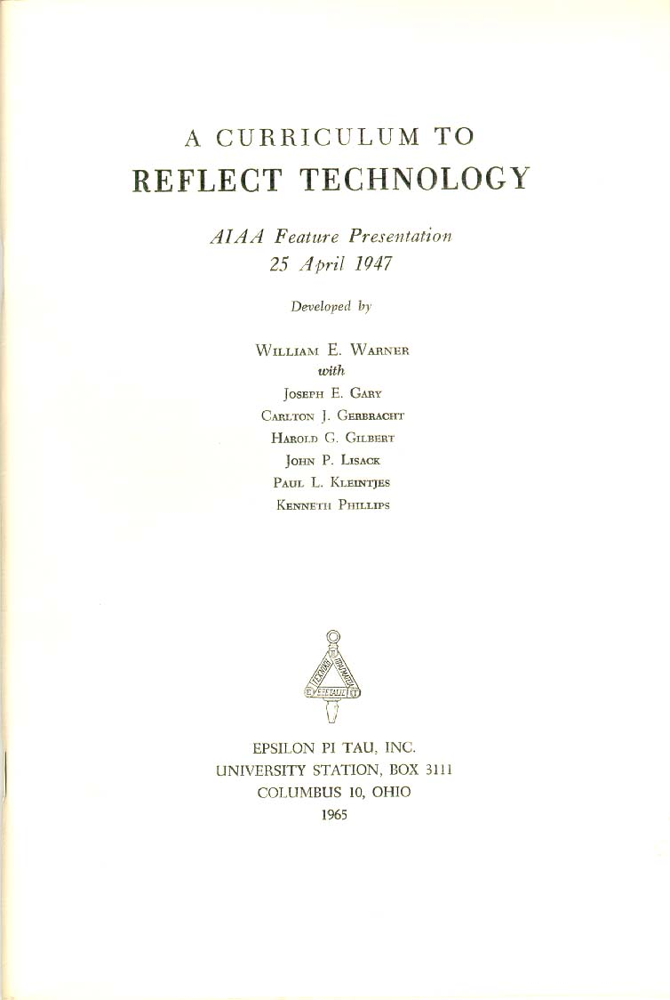 A CURRICULUM TO
REFLECT TECHNOLOGY
AIAA Feature Presentation
25 April 1947
Developed by
WILLIAM E. WARNER
with
JOSEPH E. GARY
CARLTON J. GERBRACHT
HAROLD G. GILBERT
JOHN P. LISACK
PAUL L. KLEINTJES
KENNETH PHILLIPS
Π
ΤΕΧΝΙΚΗ
ΠΡΑΓΜΑΤΕΙΑ
E
T
EPSILON PI TAU, INC.
UNIVERSITY STATION, BOX 3111
COLUMBUS 10, OHIO
1965